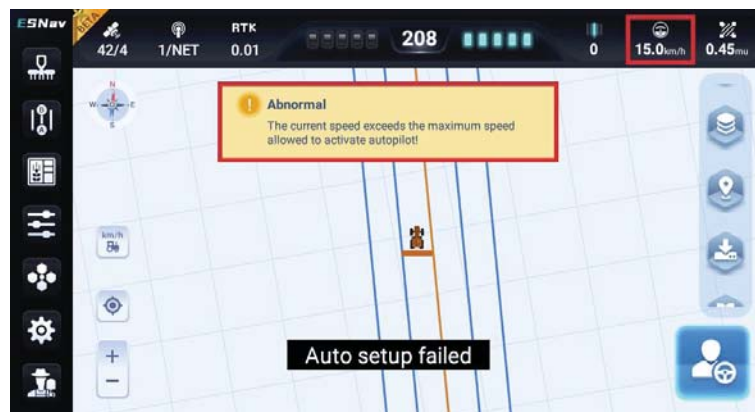 ESNav
BETA
42/4
1/NET
RTK
0.01
208
0
15.0km/h
0.45mu
N
W E
S
! Abnormal
The current speed exceeds the maximum speed
allowed to activate autopilot!
A
km/h
+
−
Auto setup failed